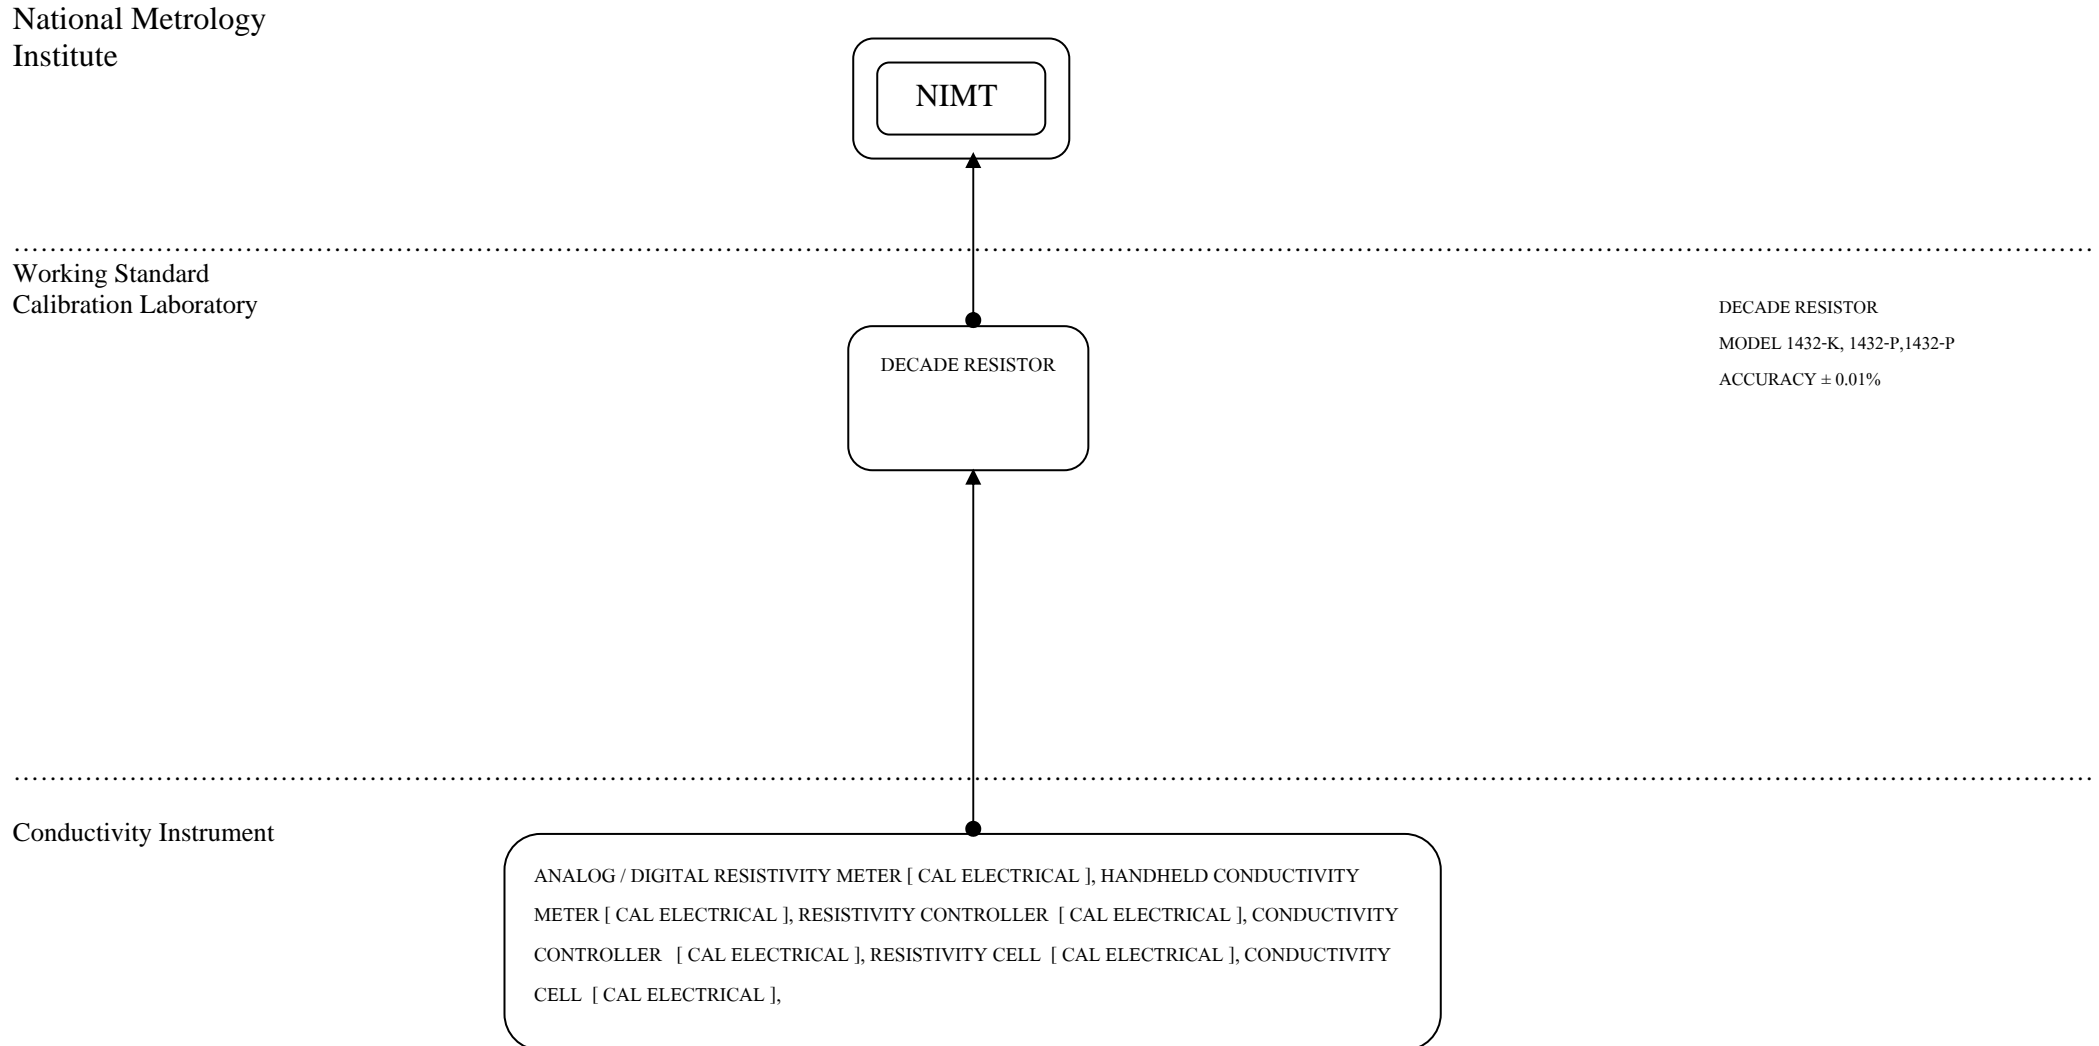 National Metrology
Institute
NIMT
Working Standard
Calibration Laboratory
DECADE RESISTOR
MODEL 1432-K, 1432-P,1432-P
ACCURACY ± 0.01%
DECADE RESISTOR
Conductivity Instrument
ANALOG / DIGITAL RESISTIVITY METER [ CAL ELECTRICAL ], HANDHELD CONDUCTIVITY
METER [ CAL ELECTRICAL ], RESISTIVITY CONTROLLER [ CAL ELECTRICAL ], CONDUCTIVITY
CONTROLLER [ CAL ELECTRICAL ], RESISTIVITY CELL [ CAL ELECTRICAL ], CONDUCTIVITY
CELL [ CAL ELECTRICAL ],